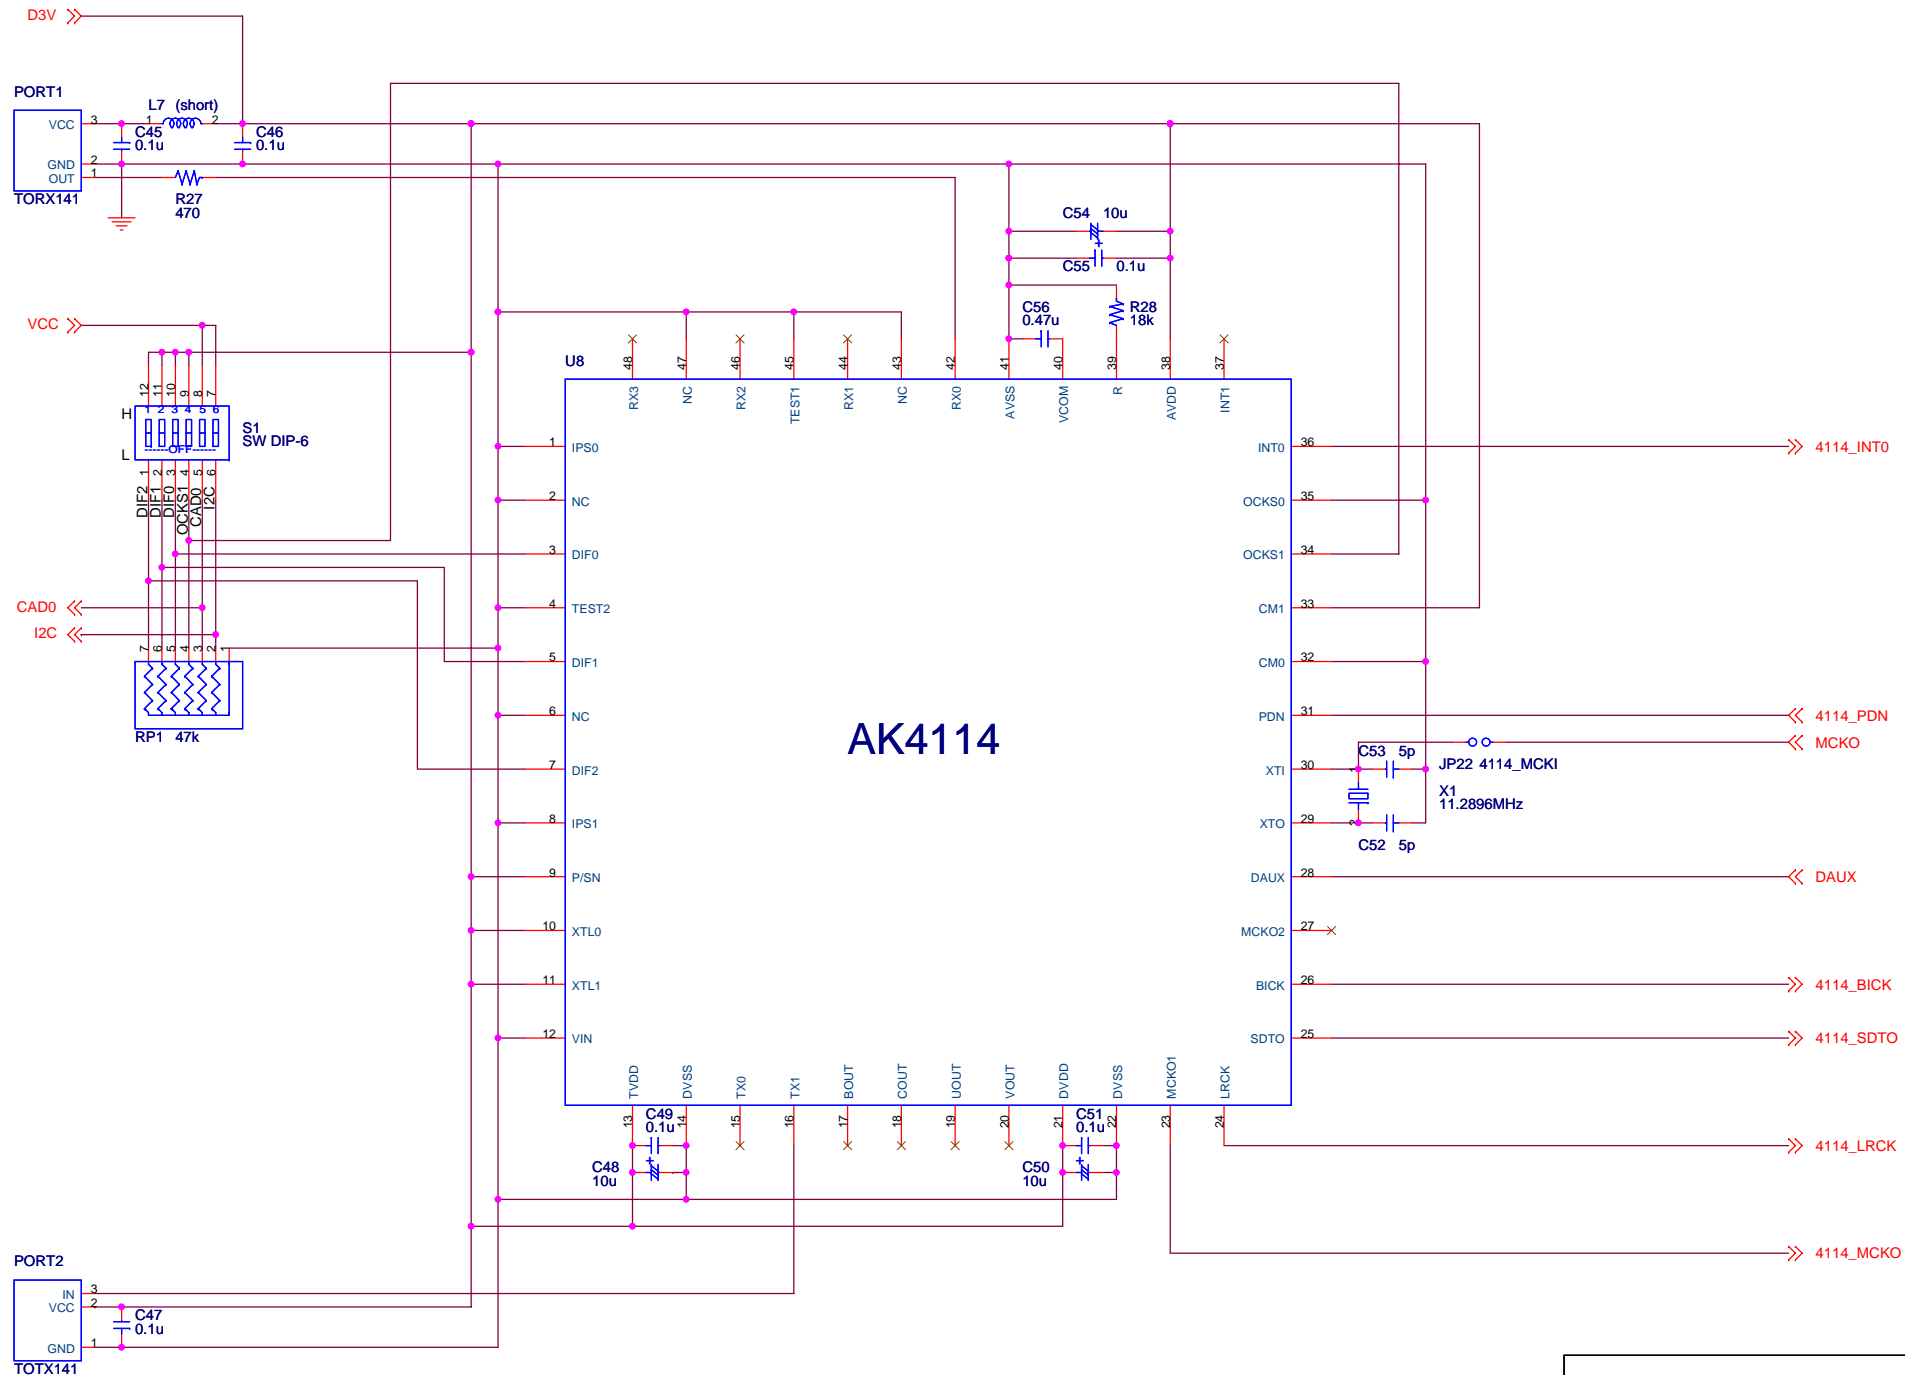 D3V
PORT1
VCC 3
GND 2
OUT 1
TORX141
L7 (short)
1 2
C45
0.1u
C46
0.1u
R27
470
VCC
12 11 10 9 8 7
H
1 2 3 4 5 6
------OFF------
L
S1
SW DIP-6
1 2 3 4 5 6
DIF2 DIF1 DIF0 OCKS1 CAD0 I2C
CAD0
I2C
7 6 5 4 3 2 1
RP1 47k
C54 10u
+
C55 0.1u
C56
0.47u
R28
18k
U8
48 47 46 45 44 43 42 41 40 39 38 37
RX3 NC RX2 TEST1 RX1 NC RX0 AVSS VCOM R AVDD INT1
1 IPS0
2 NC
3 DIF0
4 TEST2
5 DIF1
6 NC
7 DIF2
8 IPS1
9 P/SN
10 XTL0
11 XTL1
12 VIN
AK4114
INT0 36 4114_INT0
OCKS0 35
OCKS1 34
CM1 33
CM0 32
PDN 31 4114_PDN
MCKO
C53 5p
JP22 4114_MCKI
XTI 30
1
X1
11.2896MHz
XTO 29
2
C52 5p
DAUX 28 DAUX
MCKO2 27
BICK 26 4114_BICK
SDTO 25 4114_SDTO
TVDD DVSS TX0 TX1 BOUT COUT UOUT VOUT DVDD DVSS MCKO1 LRCK
13 14 15 16 17 18 19 20 21 22 23 24
C49
0.1u
C51
0.1u
4114_LRCK
+
C48
10u
+
C50
10u
4114_MCKO
PORT2
IN 3
VCC 2
GND 1
TOTX141
C47
0.1u